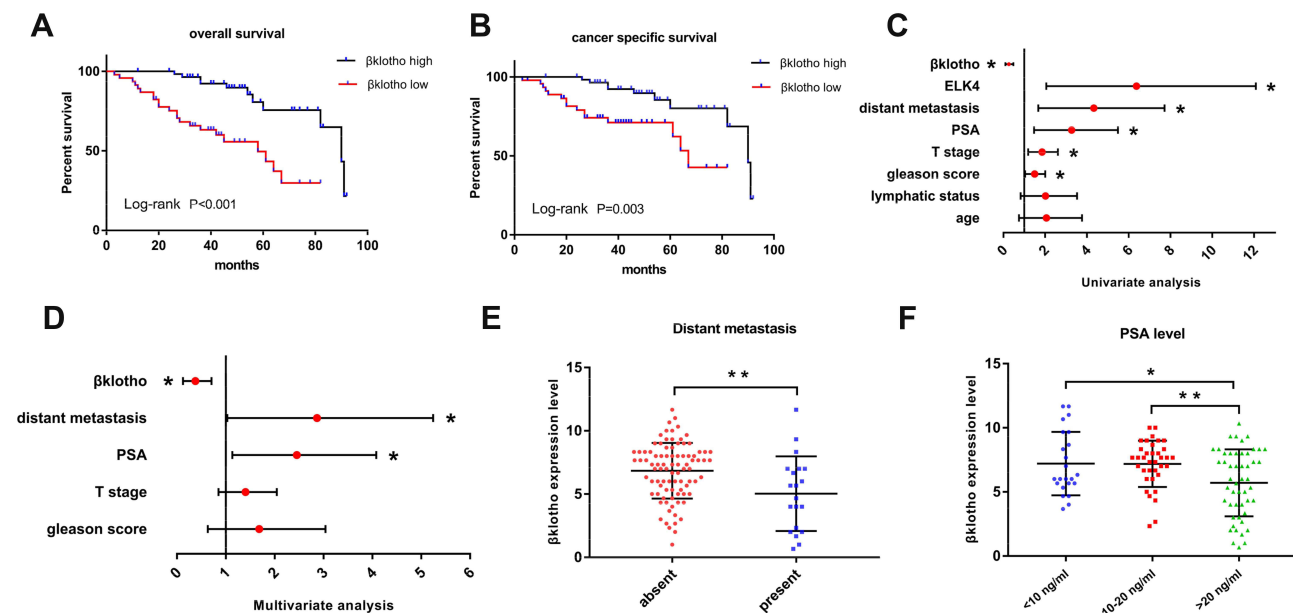 A
overall survival
βklotho high
βklotho low
100
50
0
Percent survival
Log-rank P<0.001
0 20 40 60 80 100
months
B
cancer specific survival
βklotho high
βklotho low
100
50
0
Percent survival
Log-rank P=0.003
0 20 40 60 80 100
months
C
βklotho *
ELK4 *
distant metastasis *
PSA *
T stage *
gleason score *
lymphatic status
age
0 2 4 6 8 10 12
Univariate analysis
D
βklotho *
distant metastasis *
PSA *
T stage
gleason score
0 1 2 3 4 5 6
Multivariate analysis
E
Distant metastasis
**
15
10
5
0
βklotho expression level
absent present
F
PSA level
*
**
15
10
5
0
βklotho expression level
<10 ng/ml 10-20 ng/ml >20 ng/ml